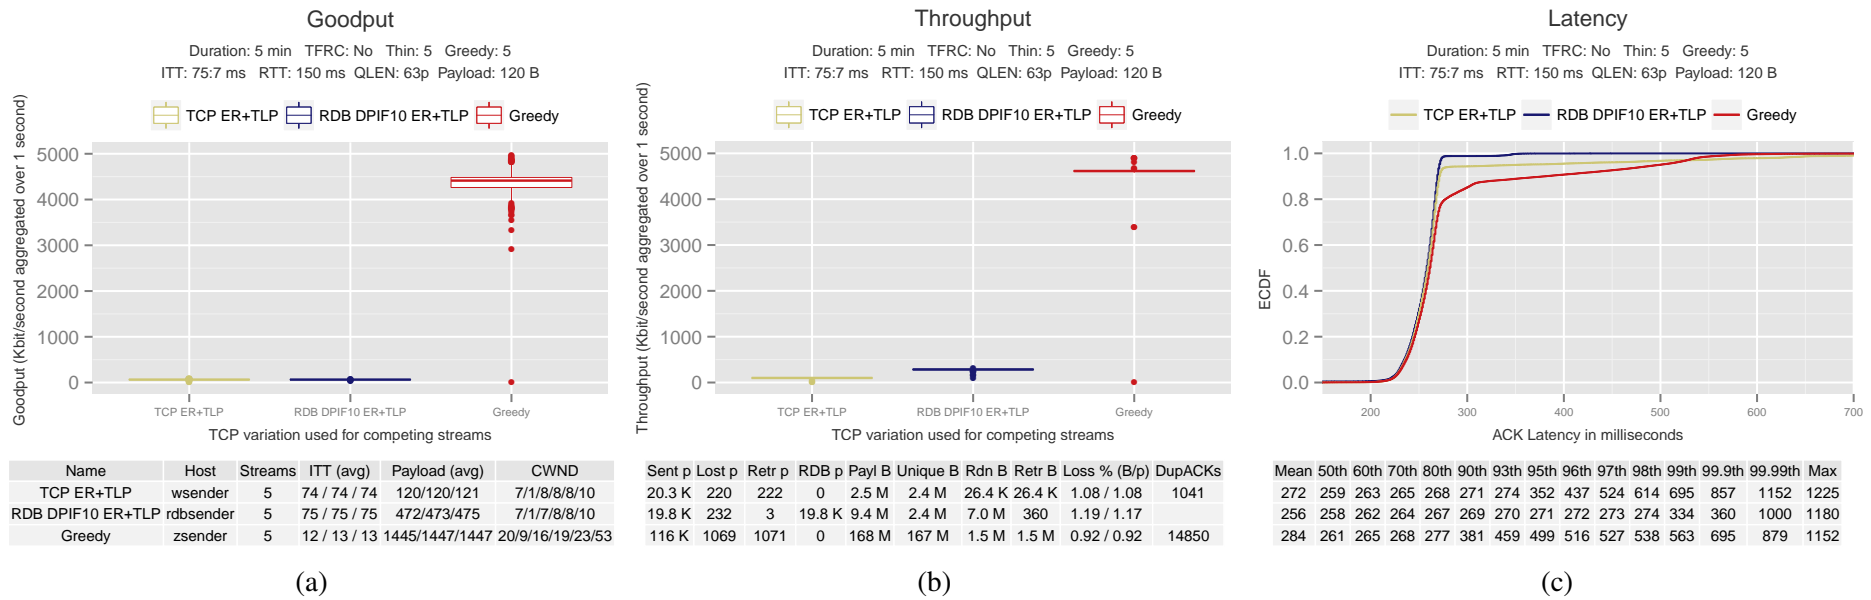 Goodput
Duration: 5 min TFRC: No Thin: 5 Greedy: 5
ITT: 75:7 ms RTT: 150 ms QLEN: 63p Payload: 120 B
TCP ER+TLP RDB DPIF10 ER+TLP Greedy
Goodput (Kbit/second aggregated over 1 second)
5000
4000
3000
2000
1000
0
TCP ER+TLP RDB DPIF10 ER+TLP Greedy
TCP variation used for competing streams
Name Host Streams ITT (avg) Payload (avg) CWND
TCP ER+TLP wsender 5 74 / 74 / 74 120/120/121 7/1/8/8/8/10
RDB DPIF10 ER+TLP rdbsender 5 75 / 75 / 75 472/473/475 7/1/7/8/8/10
Greedy zsender 5 12 / 13 / 13 1445/1447/1447 20/9/16/19/23/53
(a)
Throughput
Duration: 5 min TFRC: No Thin: 5 Greedy: 5
ITT: 75:7 ms RTT: 150 ms QLEN: 63p Payload: 120 B
TCP ER+TLP RDB DPIF10 ER+TLP Greedy
Throughput (Kbit/second aggregated over 1 second)
5000
4000
3000
2000
1000
0
TCP ER+TLP RDB DPIF10 ER+TLP Greedy
TCP variation used for competing streams
Sent p Lost p Retr p RDB p Payl B Unique B Rdn B Retr B Loss % (B/p) DupACKs
20.3 K 220 222 0 2.5 M 2.4 M 26.4 K 26.4 K 1.08 / 1.08 1041
19.8 K 232 3 19.8 K 9.4 M 2.4 M 7.0 M 360 1.19 / 1.17
116 K 1069 1071 0 168 M 167 M 1.5 M 1.5 M 0.92 / 0.92 14850
(b)
Latency
Duration: 5 min TFRC: No Thin: 5 Greedy: 5
ITT: 75:7 ms RTT: 150 ms QLEN: 63p Payload: 120 B
TCP ER+TLP RDB DPIF10 ER+TLP Greedy
ECDF
1.0
0.8
0.6
0.4
0.2
0.0
200 300 400 500 600 700
ACK Latency in milliseconds
Mean 50th 60th 70th 80th 90th 93th 95th 96th 97th 98th 99th 99.9th 99.99th Max
272 259 263 265 268 271 274 352 437 524 614 695 857 1152 1225
256 258 262 264 267 269 270 271 272 273 274 334 360 1000 1180
284 261 265 268 277 381 459 499 516 527 538 563 695 879 1152
(c)